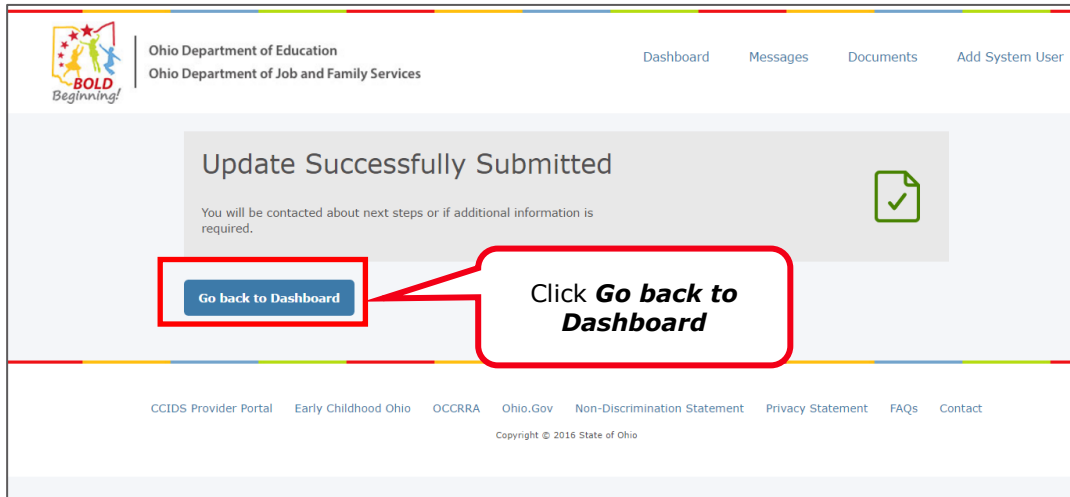 BOLD
Beginning!
Ohio Department of Education
Ohio Department of Job and Family Services
Dashboard Messages Documents Add System User
Update Successfully Submitted
You will be contacted about next steps or if additional information is
required.
Go back to Dashboard
Click Go back to
Dashboard
CCIDS Provider Portal Early Childhood Ohio OCCRRA Ohio.Gov Non-Discrimination Statement Privacy Statement FAQs Contact
Copyright © 2016 State of Ohio